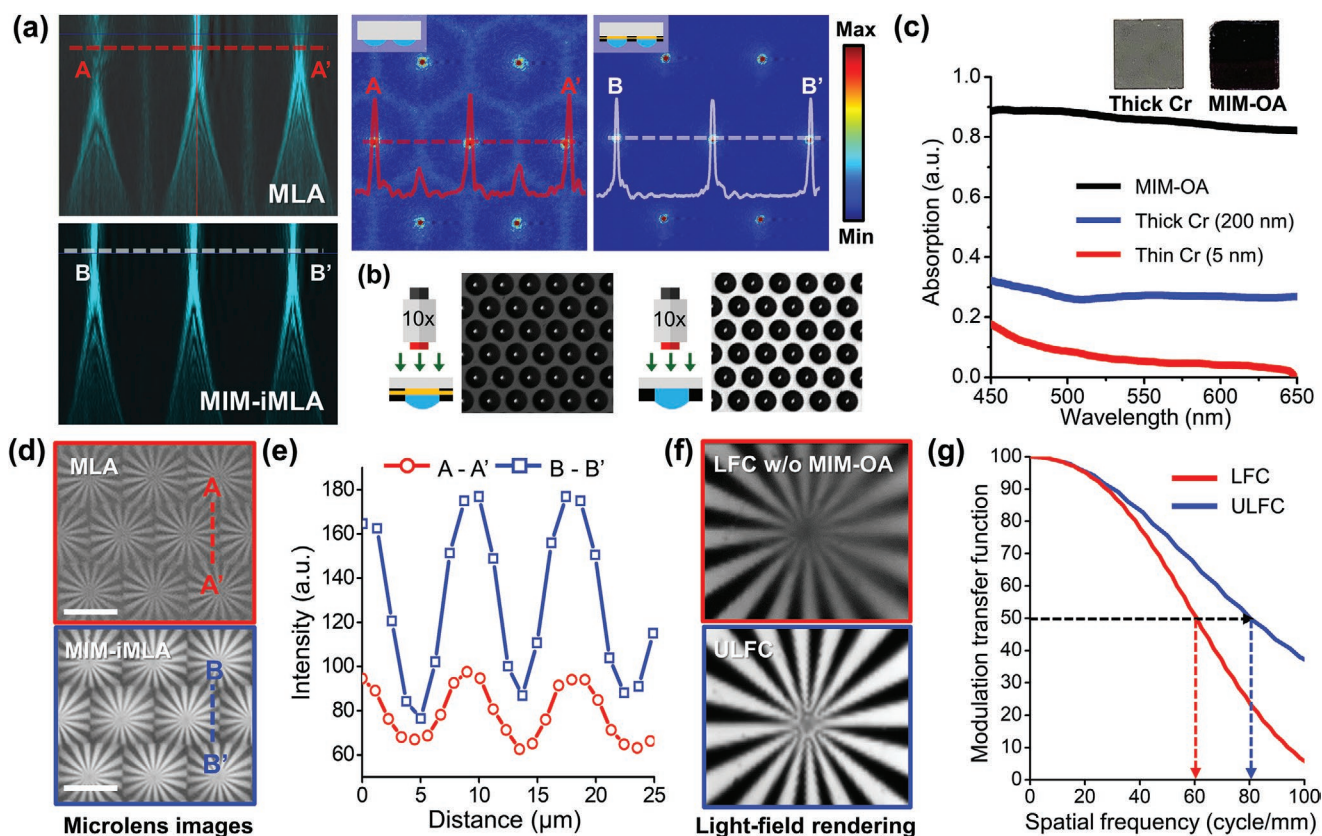 (a)
A
A'
MLA
B
B'
MIM-iMLA
A
A'
B
B'
Max
Min
(b)
10x
10x
(c)
Thick Cr
MIM-OA
MIM-OA
Thick Cr (200 nm)
Thin Cr (5 nm)
Absorption (a.u.)
1.0
0.8
0.6
0.4
0.2
0.0
450
500
550
600
650
Wavelength (nm)
(d)
MLA
A
A'
MIM-iMLA
B
B'
Microlens images
(e)
A - A'
B - B'
Intensity (a.u.)
180
160
140
120
100
80
60
0
5
10
15
20
25
Distance (μm)
(f)
LFC w/o MIM-OA
ULFC
Light-field rendering
(g)
LFC
ULFC
Modulation transfer function
100
90
80
70
60
50
40
30
20
10
0
0
20
40
60
80
100
Spatial frequency (cycle/mm)